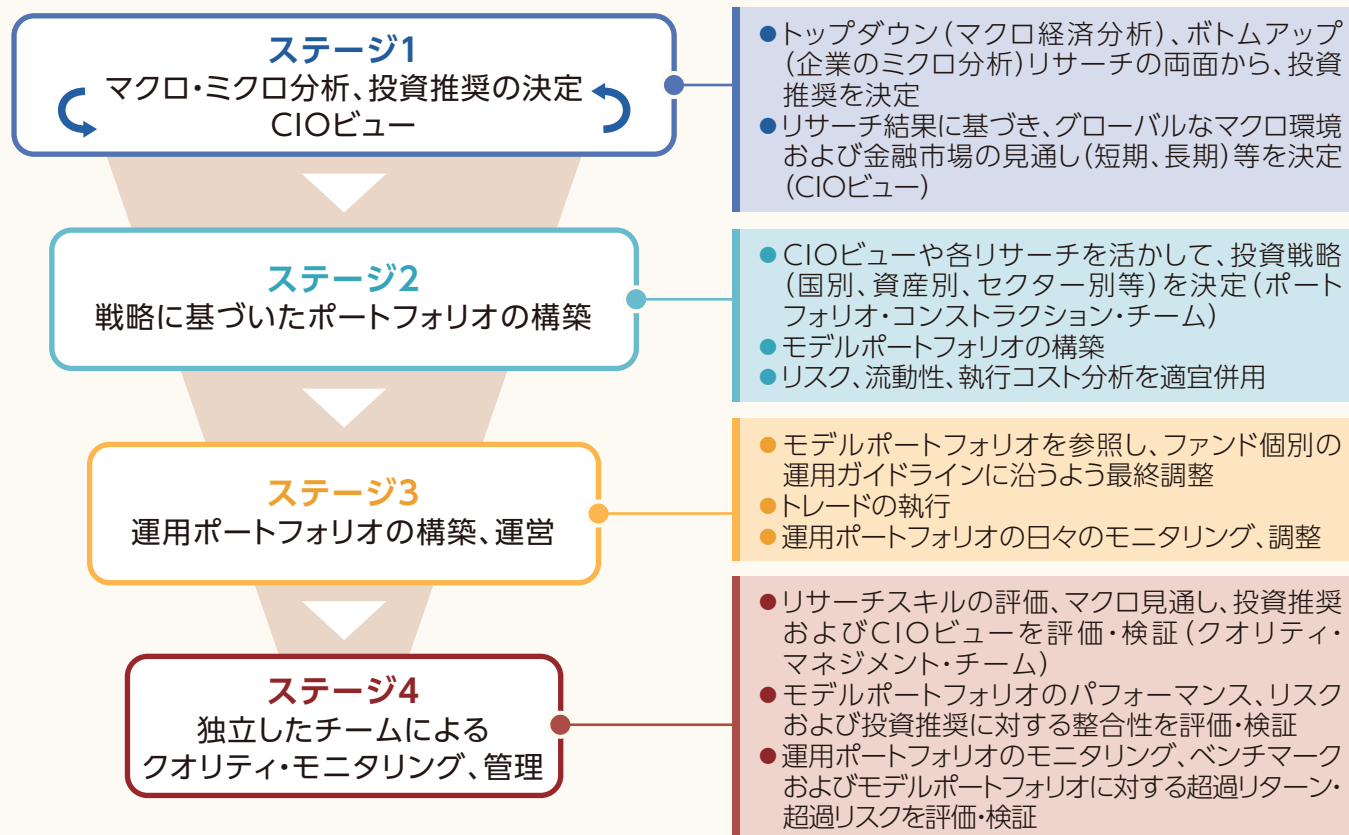 ステージ1
マクロ・ミクロ分析、投資推奨の決定
CIOビュー
●トップダウン(マクロ経済分析)、ボトムアップ
(企業のミクロ分析)リサーチの両面から、投資
推奨を決定
●リサーチ結果に基づき、グローバルなマクロ環境
および金融市場の見通し(短期、長期)等を決定
(CIOビュー)
ステージ2
戦略に基づいたポートフォリオの構築
●CIOビューや各リサーチを活かして、投資戦略
(国別、資産別、セクター別等)を決定(ポート
フォリオ・コンストラクション・チーム)
●モデルポートフォリオの構築
●リスク、流動性、執行コスト分析を適宜併用
ステージ3
運用ポートフォリオの構築、運営
●モデルポートフォリオを参照し、ファンド個別の
運用ガイドラインに沿うよう最終調整
●トレードの執行
●運用ポートフォリオの日々のモニタリング、調整
ステージ4
独立したチームによる
クオリティ・モニタリング、管理
●リサーチスキルの評価、マクロ見通し、投資推奨
およびCIOビューを評価・検証(クオリティ・
マネジメント・チーム)
●モデルポートフォリオのパフォーマンス、リスク
および投資推奨に対する整合性を評価・検証
●運用ポートフォリオのモニタリング、ベンチマーク
およびモデルポートフォリオに対する超過リターン・
超過リスクを評価・検証